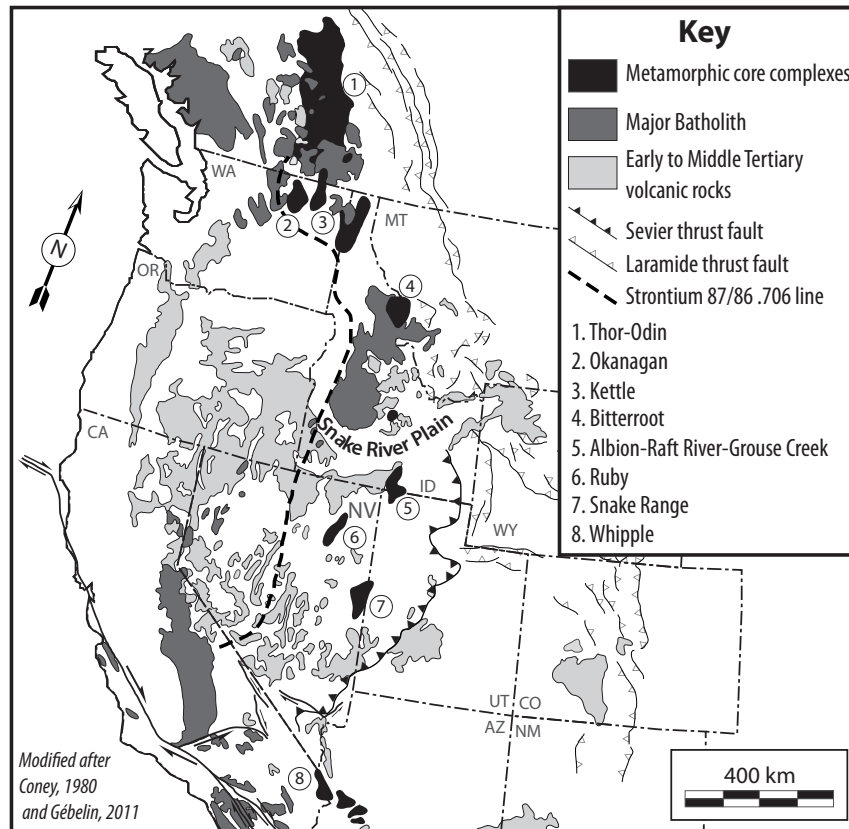 Key
Metamorphic core complexes
Major Batholith
Early to Middle Tertiary
volcanic rocks
Sevier thrust fault
Laramide thrust fault
Strontium 87/86 .706 line
1. Thor-Odin
2. Okanagan
3. Kettle
4. Bitterroot
5. Albion-Raft River-Grouse Creek
6. Ruby
7. Snake Range
8. Whipple
1
WA
2
3
MT
N
OR
4
CA
Snake River Plain
ID
5
NV
6
WY
7
UT
CO
AZ
NM
8
Modified after
Coney, 1980
and Gébelin, 2011
400 km